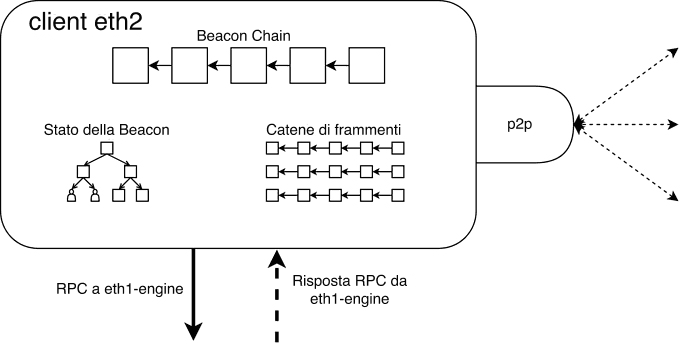 client eth2
Beacon Chain
p2p
Stato della Beacon
Catene di frammenti
RPC a eth1-engine
Risposta RPC da
eth1-engine